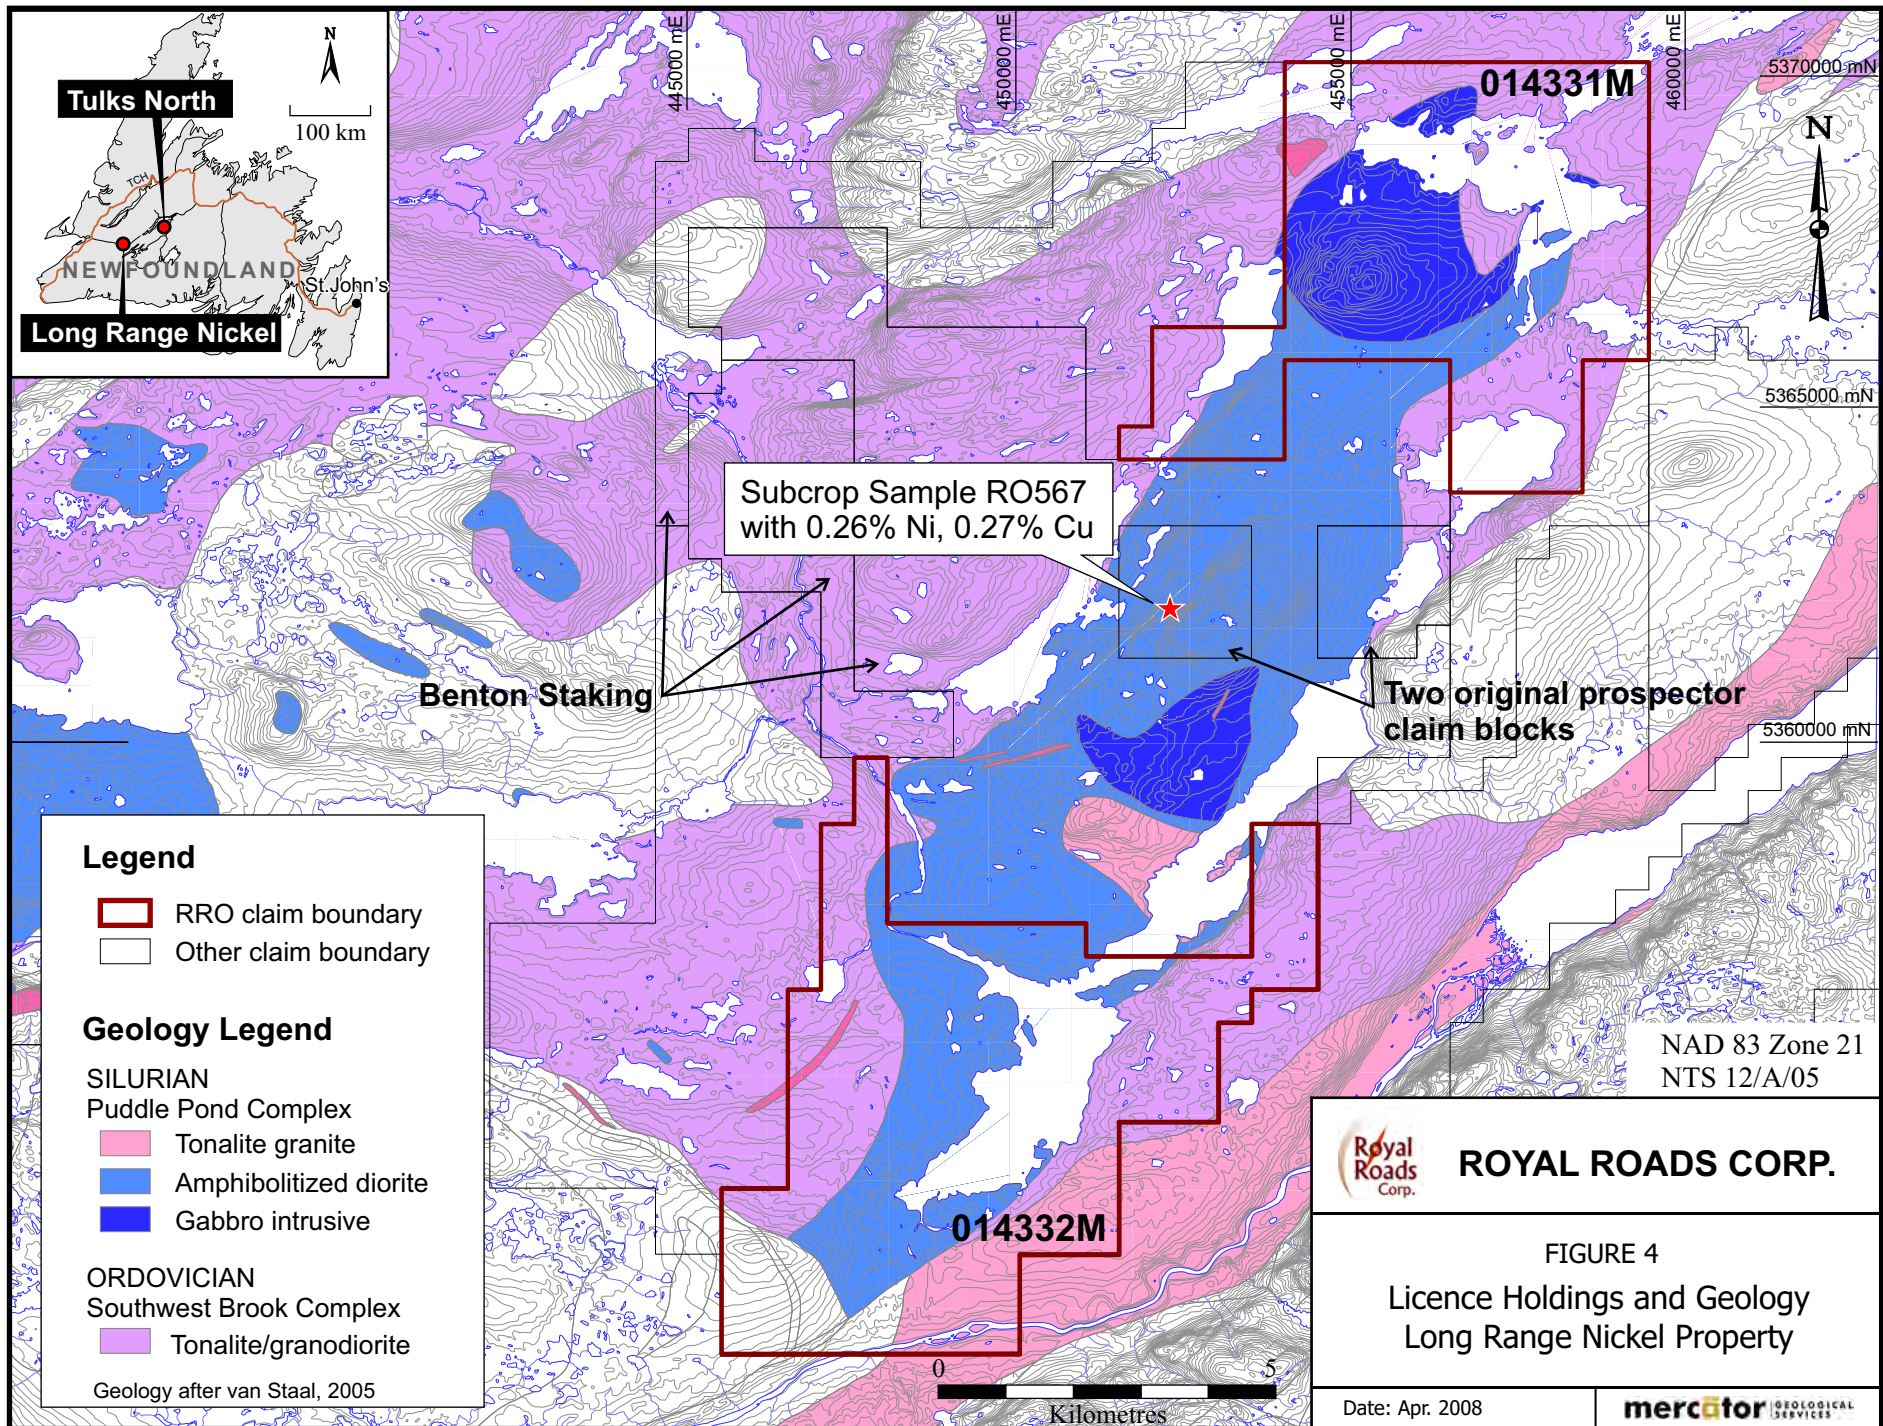 N
Tulks North
100 km
TCH
NEWFOUNDLAND
St.John's
Long Range Nickel
445000 mE
450000 mE
455000 mE
460000 mE
014331M
5370000 mN
N
5365000 mN
Subcrop Sample RO567
with 0.26% Ni, 0.27% Cu
Benton Staking
Two original prospector
claim blocks
5360000 mN
Legend
RRO claim boundary
Other claim boundary
Geology Legend
SILURIAN
Puddle Pond Complex
Tonalite granite
Amphibolitized diorite
Gabbro intrusive
ORDOVICIAN
Southwest Brook Complex
Tonalite/granodiorite
Geology after van Staal, 2005
014332M
0 5
Kilometres
NAD 83 Zone 21
NTS 12/A/05
Royal
Roads
Corp.
ROYAL ROADS CORP.
FIGURE 4
Licence Holdings and Geology
Long Range Nickel Property
Date: Apr. 2008
mercator GEOLOGICAL
SERVICES